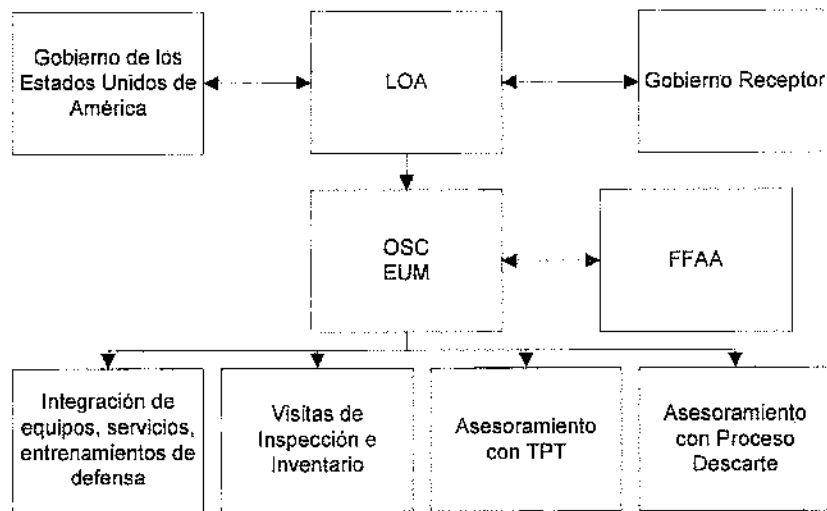 Gobierno de los
Estados Unidos de
América
LOA
Gobierno Receptor
OSC
EUM
FFAA
Integración de
equipos, servicios,
entrenamientos de
defensa
Visitas de
Inspección e
Inventario
Asesoramiento
con TPT
Asesoramiento
con Proceso
Descarte